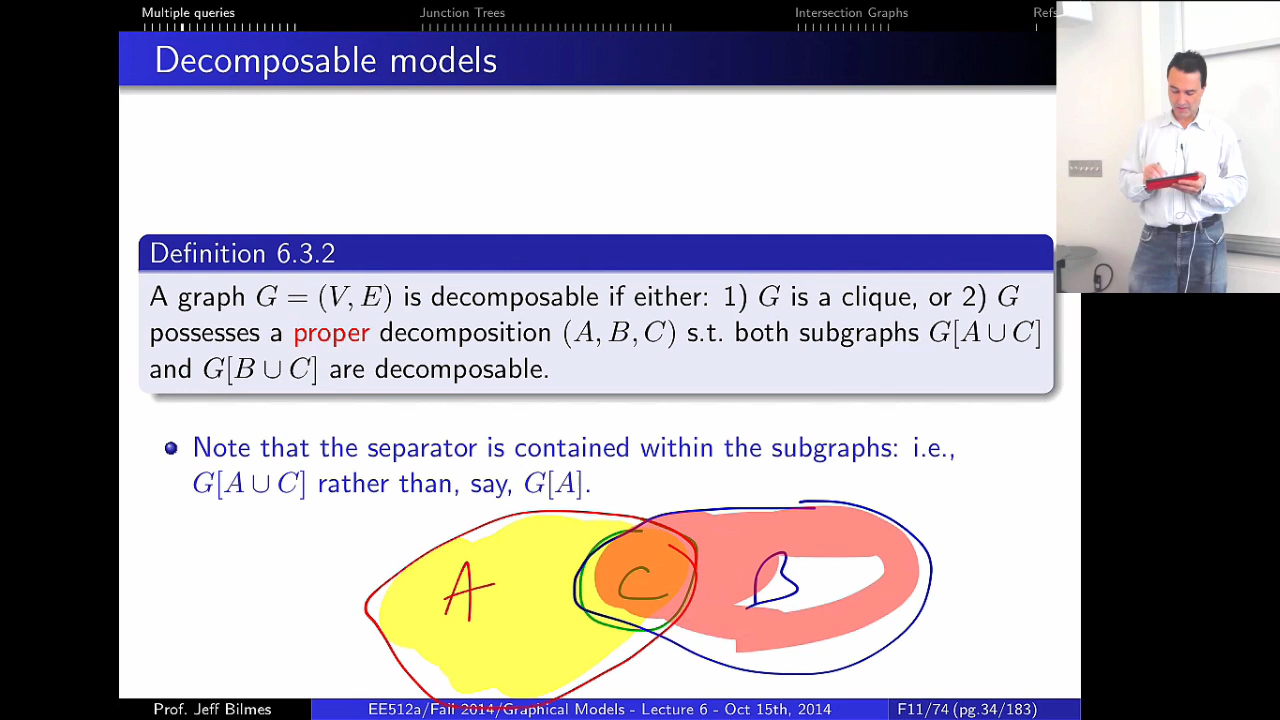 Multiple queries Junction Trees Intersection Graphs Refs
Decomposable models
Definition 6.3.2
A graph G = (V, E) is decomposable if either: 1) G is a clique, or 2) G
possesses a proper decomposition (A, B, C) s.t. both subgraphs G[A ∪ C]
and G[B ∪ C] are decomposable.
Note that the separator is contained within the subgraphs: i.e.,
G[A ∪ C] rather than, say, G[A].
A C B
Prof. Jeff Bilmes EE512a/Fall 2014/Graphical Models - Lecture 6 - Oct 15th, 2014 F11/74 (pg.34/183)